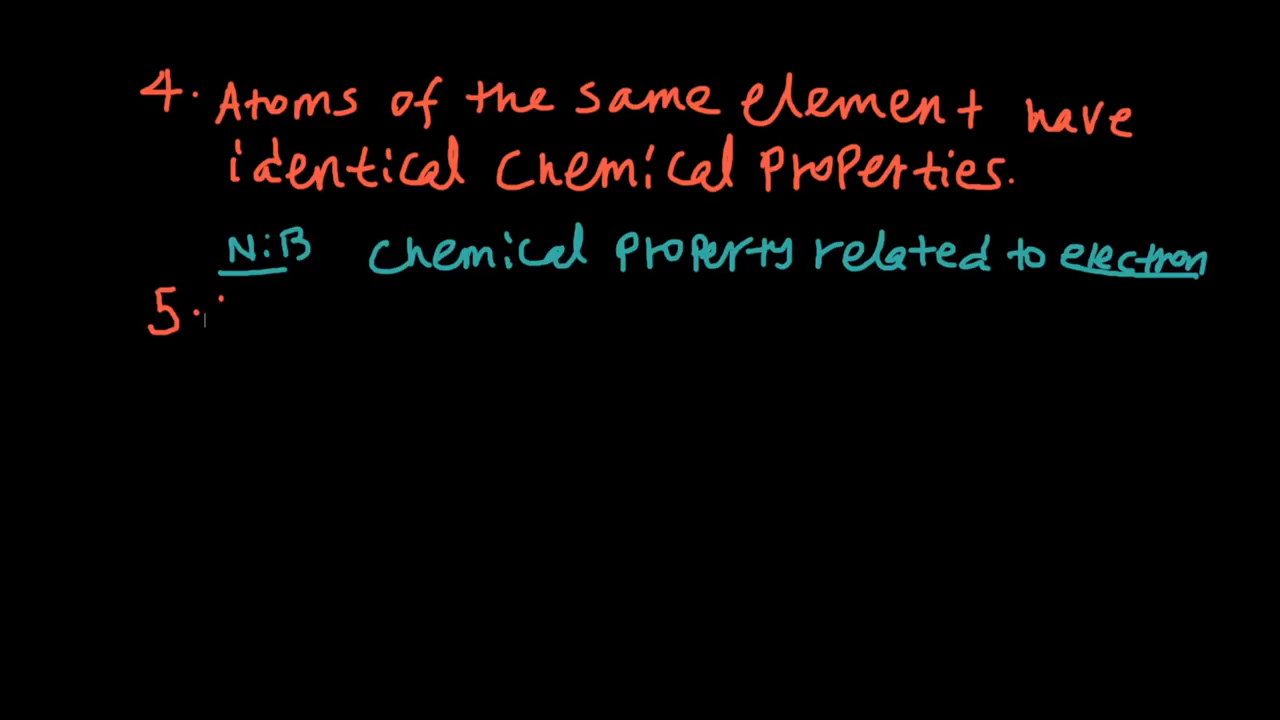 4. Atoms of the same element have
identical chemical properties.
N:B chemical property related to electron
5.